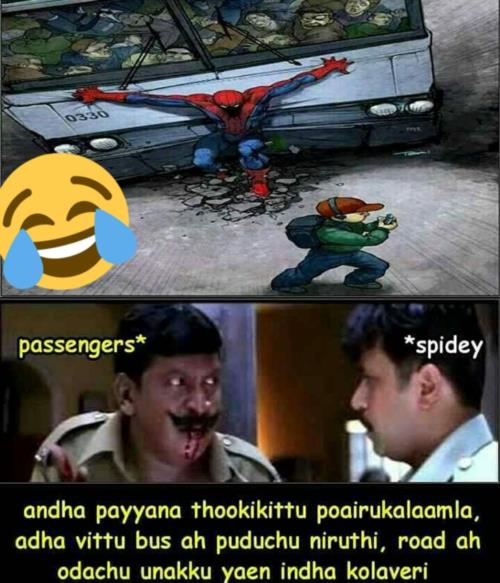 0330
passengers*
*spidey
andha payyana thookikittu poairukalaamla,
adha vittu bus ah puduchu niruthi, road ah
odachu unakku yaen indha kolaveri